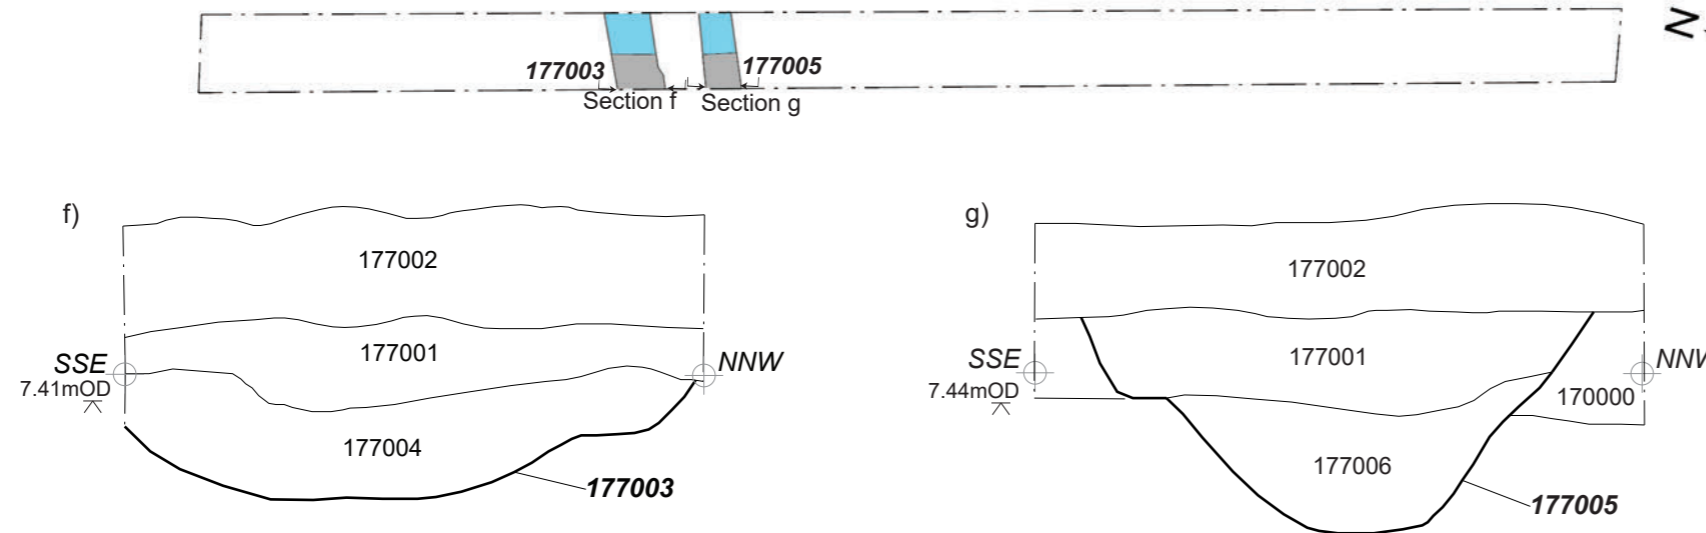 N
177003
177005
Section f
Section g
f)
177002
177001
SSE
NNW
7.41mOD
177004
177003
g)
177002
177001
SSE
NNW
7.44mOD
170000
177006
177005